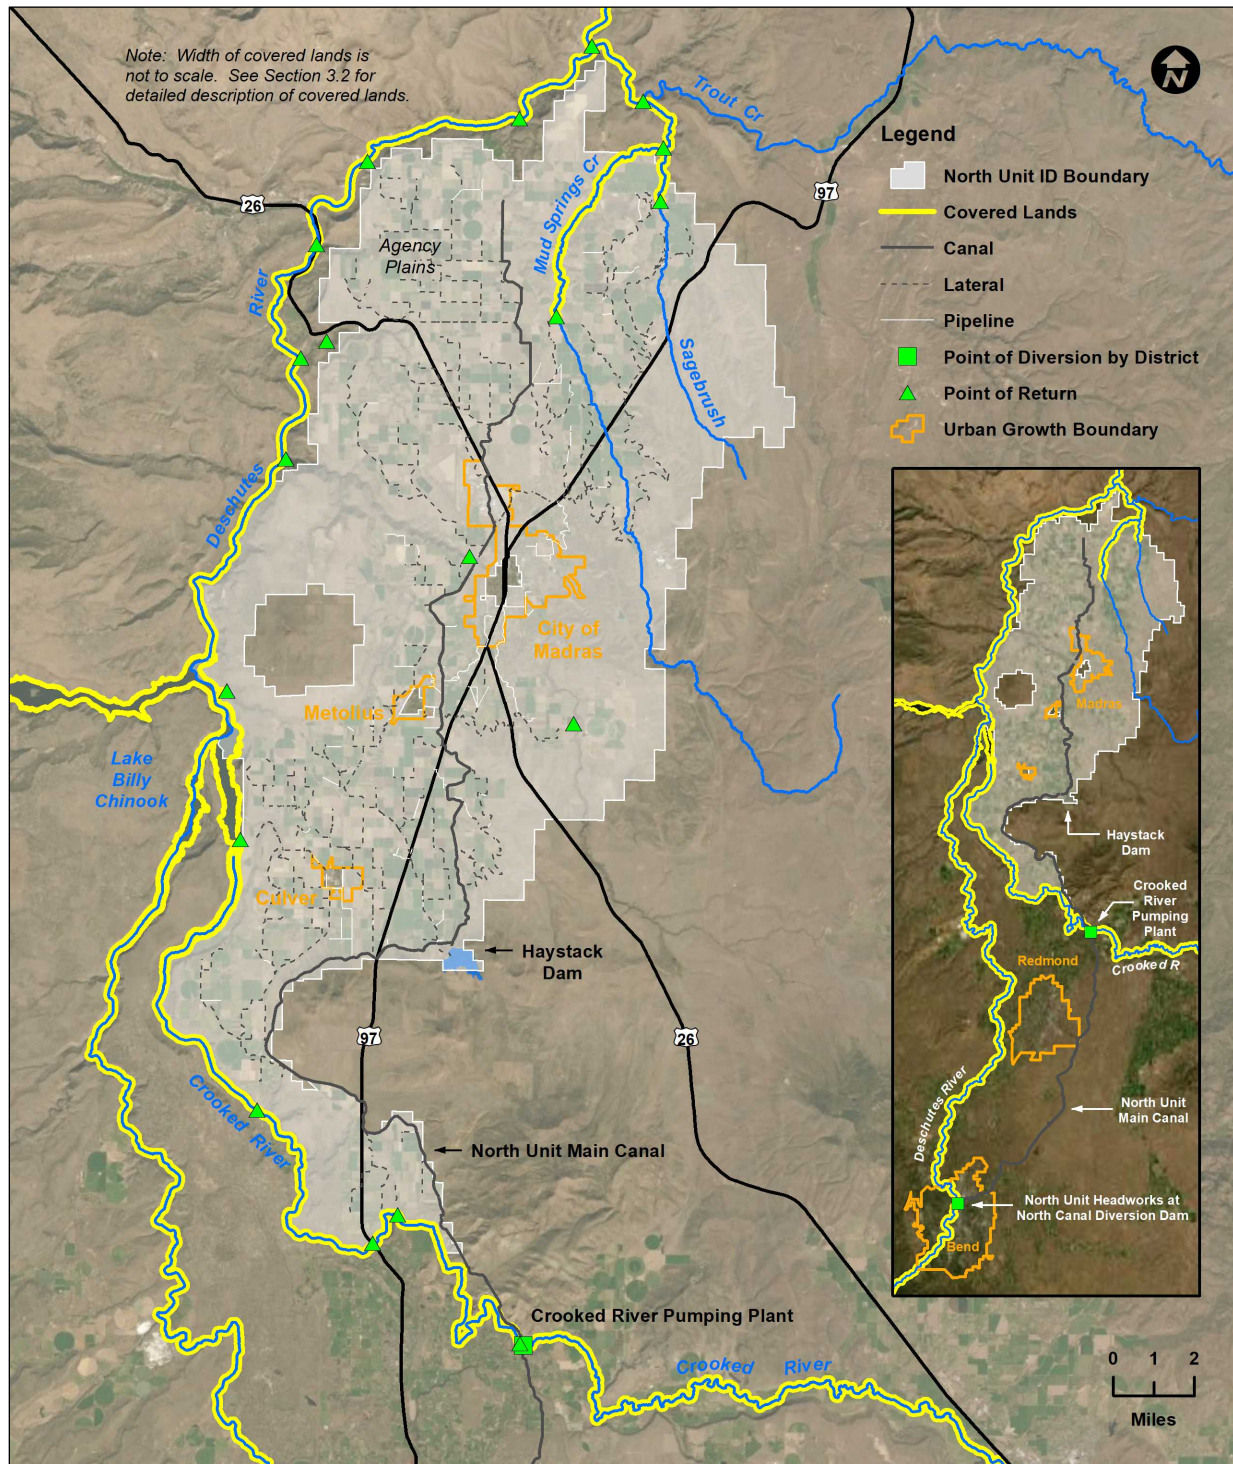 Note: Width of covered lands is
not to scale. See Section 3.2 for
detailed description of covered lands.
N
Trout Cr
Legend
North Unit ID Boundary
Covered Lands
Canal
Lateral
Pipeline
Point of Diversion by District
Point of Return
Urban Growth Boundary
26
97
Mud Springs Cr
Agency
Plains
River
Sagebrush
Deschutes
City of
Madras
Metolius
Lake
Billy
Chinook
Culver
Haystack
Dam
97
26
Crooked River
North Unit Main Canal
Crooked River Pumping Plant
Crooked River
Madras
Haystack
Dam
Crooked
River
Pumping
Plant
Crooked R
Redmond
Deschutes River
North Unit
Main Canal
North Unit Headworks at
North Canal Diversion Dam
Bend
0 1 2
Miles